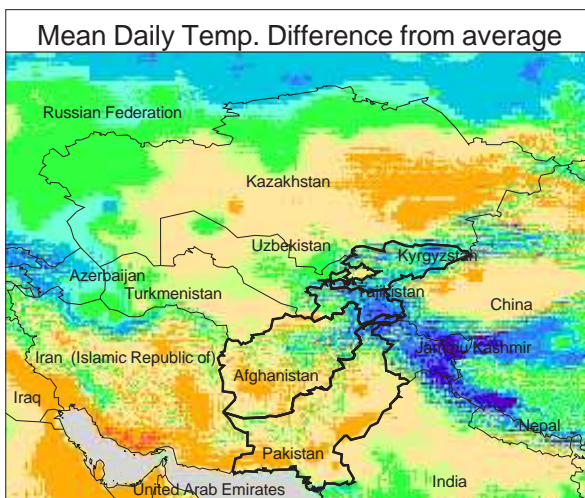 Mean Daily Temp. Difference from average
Russian Federation
Kazakhstan
Uzbekistan
Kyrgyzstan
Azerbaijan
Turkmenistan
Tajikistan
China
Iran (Islamic Republic of)
Jammu Kashmir
Afghanistan
Iraq
Nepal
Pakistan
India
United Arab Emirates